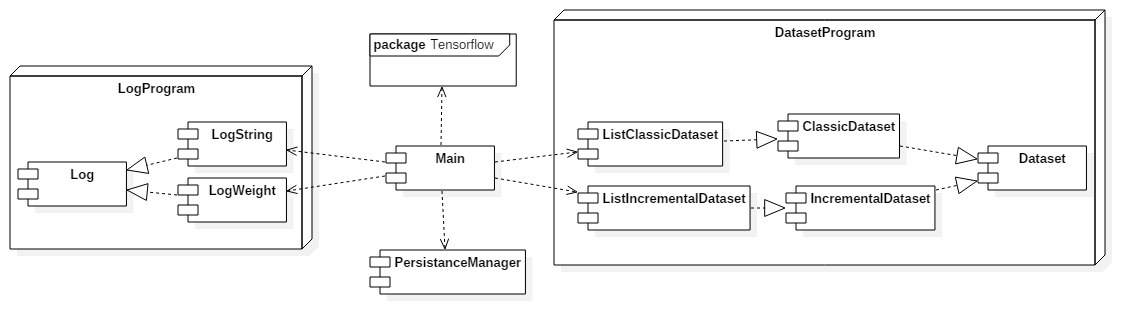 DatasetProgram
package Tensorflow
LogProgram
LogString
ListClassicDataset
ClassicDataset
Log
Main
Dataset
LogWeight
ListIncrementalDataset
IncrementalDataset
PersistanceManager